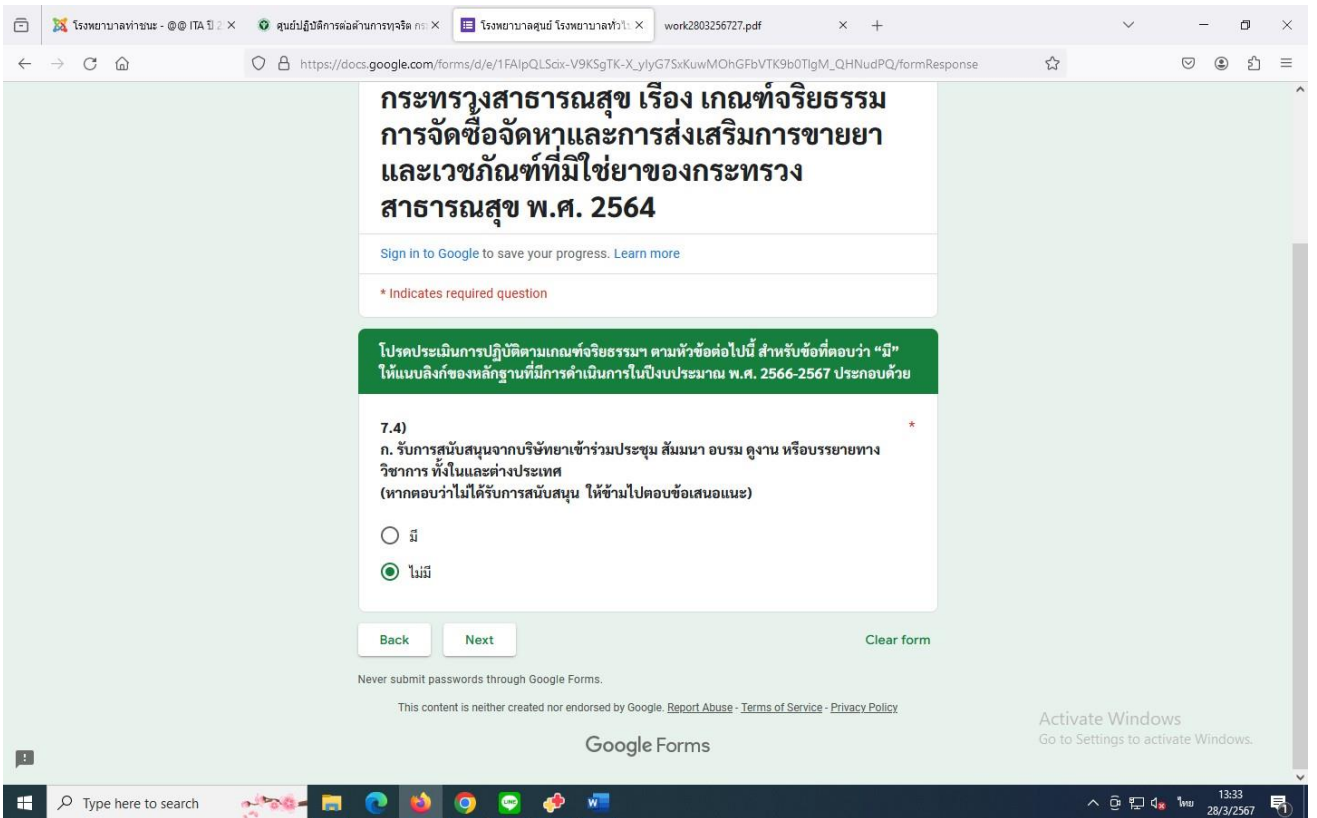 โรงพยาบาลท่าชนะ - @@ ITA ปี 2
ศูนย์ปฏิบัติการต่อต้านการทุจริต กระ
โรงพยาบาลศูนย์ โรงพยาบาลทั่วไป
work2803256727.pdf
https://docs.google.com/forms/d/e/1FAIpQLScix-V9KSgTK-X_yIyG7SxKuwMOhGFbVTK9b0TIgM_QHNudPQ/formResponse
กระทรวงสาธารณสุข เรื่อง เกณฑ์จริยธรรม
การจัดซื้อจัดหาและการส่งเสริมการขายยา
และเวชภัณฑ์ที่มิใช่ยาของกระทรวง
สาธารณสุข พ.ศ. 2564
Sign in to Google to save your progress. Learn more
* Indicates required question
โปรดประเมินการปฏิบัติตามเกณฑ์จริยธรรมฯ ตามหัวข้อต่อไปนี้ สำหรับข้อที่ตอบว่า “มี”
ให้แนบลิงก์ของหลักฐานที่มีการดำเนินการในปีงบประมาณ พ.ศ. 2566-2567 ประกอบด้วย
7.4) *
ก. รับการสนับสนุนจากบริษัทยาเข้าร่วมประชุม สัมมนา อบรม ดูงาน หรือบรรยายทาง
วิชาการ ทั้งในและต่างประเทศ
(หากตอบว่าไม่ได้รับการสนับสนุน ให้ข้ามไปตอบข้อเสนอแนะ)
มี
ไม่มี
Back Next Clear form
Never submit passwords through Google Forms.
This content is neither created nor endorsed by Google. Report Abuse - Terms of Service - Privacy Policy
Google Forms
Activate Windows
Go to Settings to activate Windows.
Type here to search
ไทย
13:33
28/3/2567